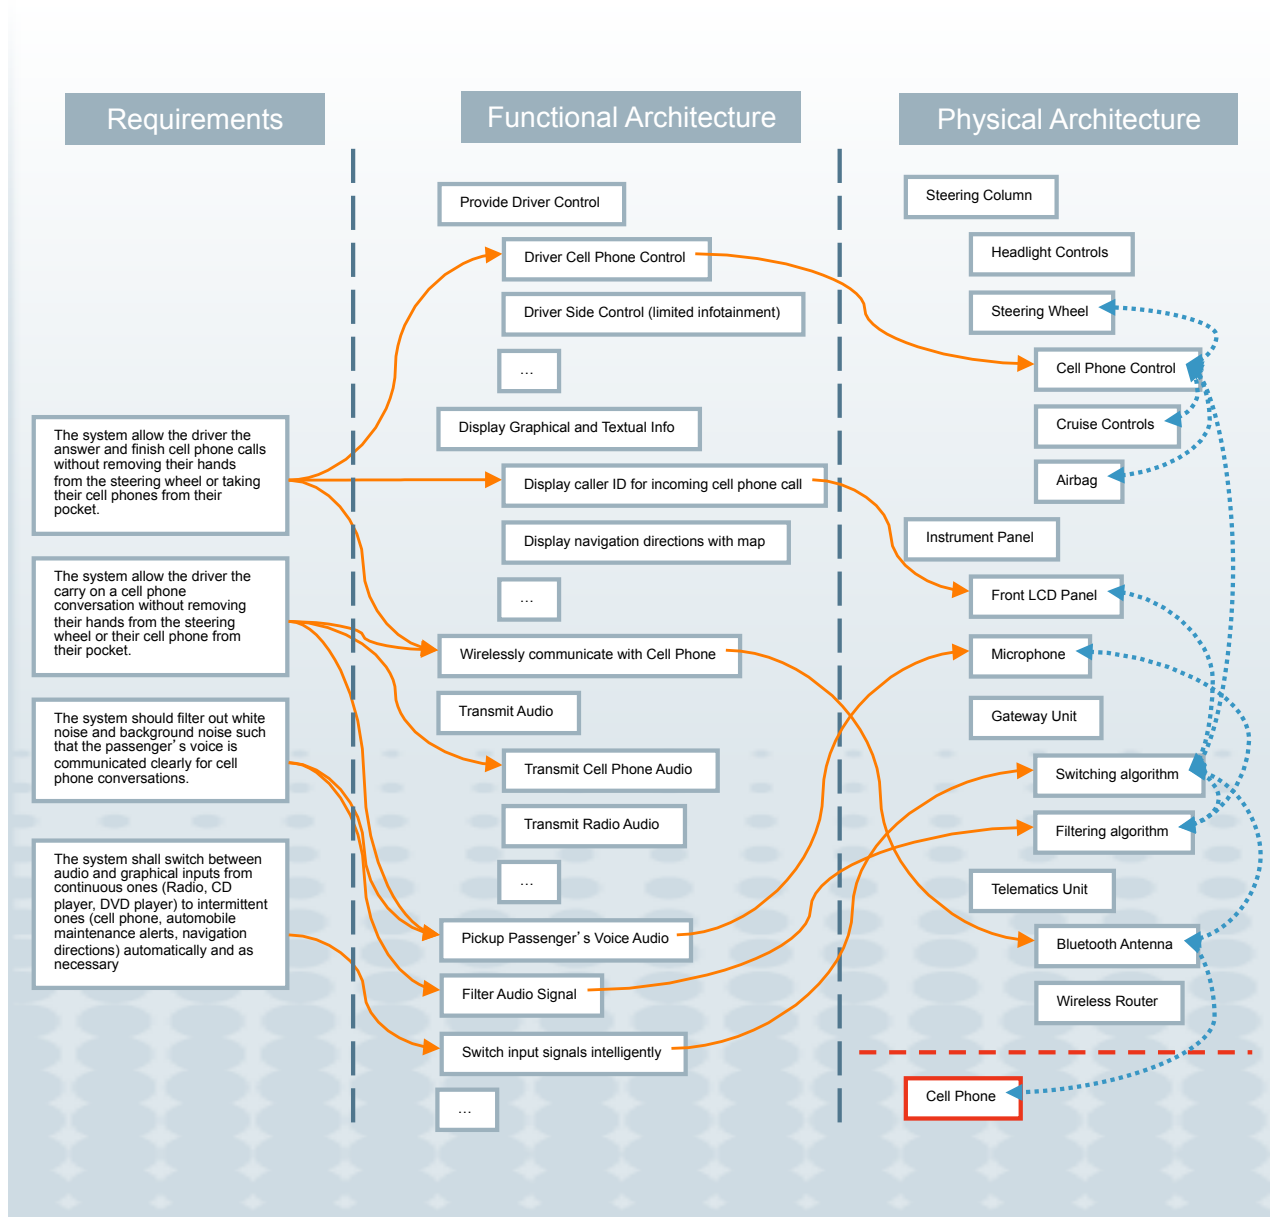 Requirements
Functional Architecture
Physical Architecture
The system allow the driver the
answer and finish cell phone calls
without removing their hands
from the steering wheel or taking
their cell phones from their
pocket.
The system allow the driver the
carry on a cell phone
conversation without removing
their hands from the steering
wheel or their cell phone from
their pocket.
The system should filter out white
noise and background noise such
that the passenger’s voice is
communicated clearly for cell
phone conversations.
The system shall switch between
audio and graphical inputs from
continuous ones (Radio, CD
player, DVD player) to intermittent
ones (cell phone, automobile
maintenance alerts, navigation
directions) automatically and as
necessary
Provide Driver Control
Driver Cell Phone Control
Driver Side Control (limited infotainment)
…
Display Graphical and Textual Info
Display caller ID for incoming cell phone call
Display navigation directions with map
…
Wirelessly communicate with Cell Phone
Transmit Audio
Transmit Cell Phone Audio
Transmit Radio Audio
…
Pickup Passenger’s Voice Audio
Filter Audio Signal
Switch input signals intelligently
…
Steering Column
Headlight Controls
Steering Wheel
Cell Phone Control
Cruise Controls
Airbag
Instrument Panel
Front LCD Panel
Microphone
Gateway Unit
Switching algorithm
Filtering algorithm
Telematics Unit
Bluetooth Antenna
Wireless Router
Cell Phone